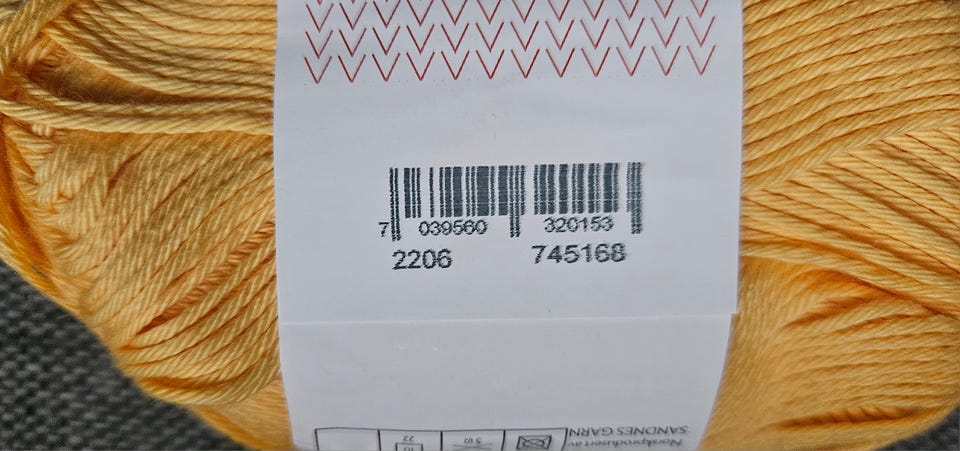 7 039560 320153
2206 745168
Norskprodusert av
SANDNES GARN